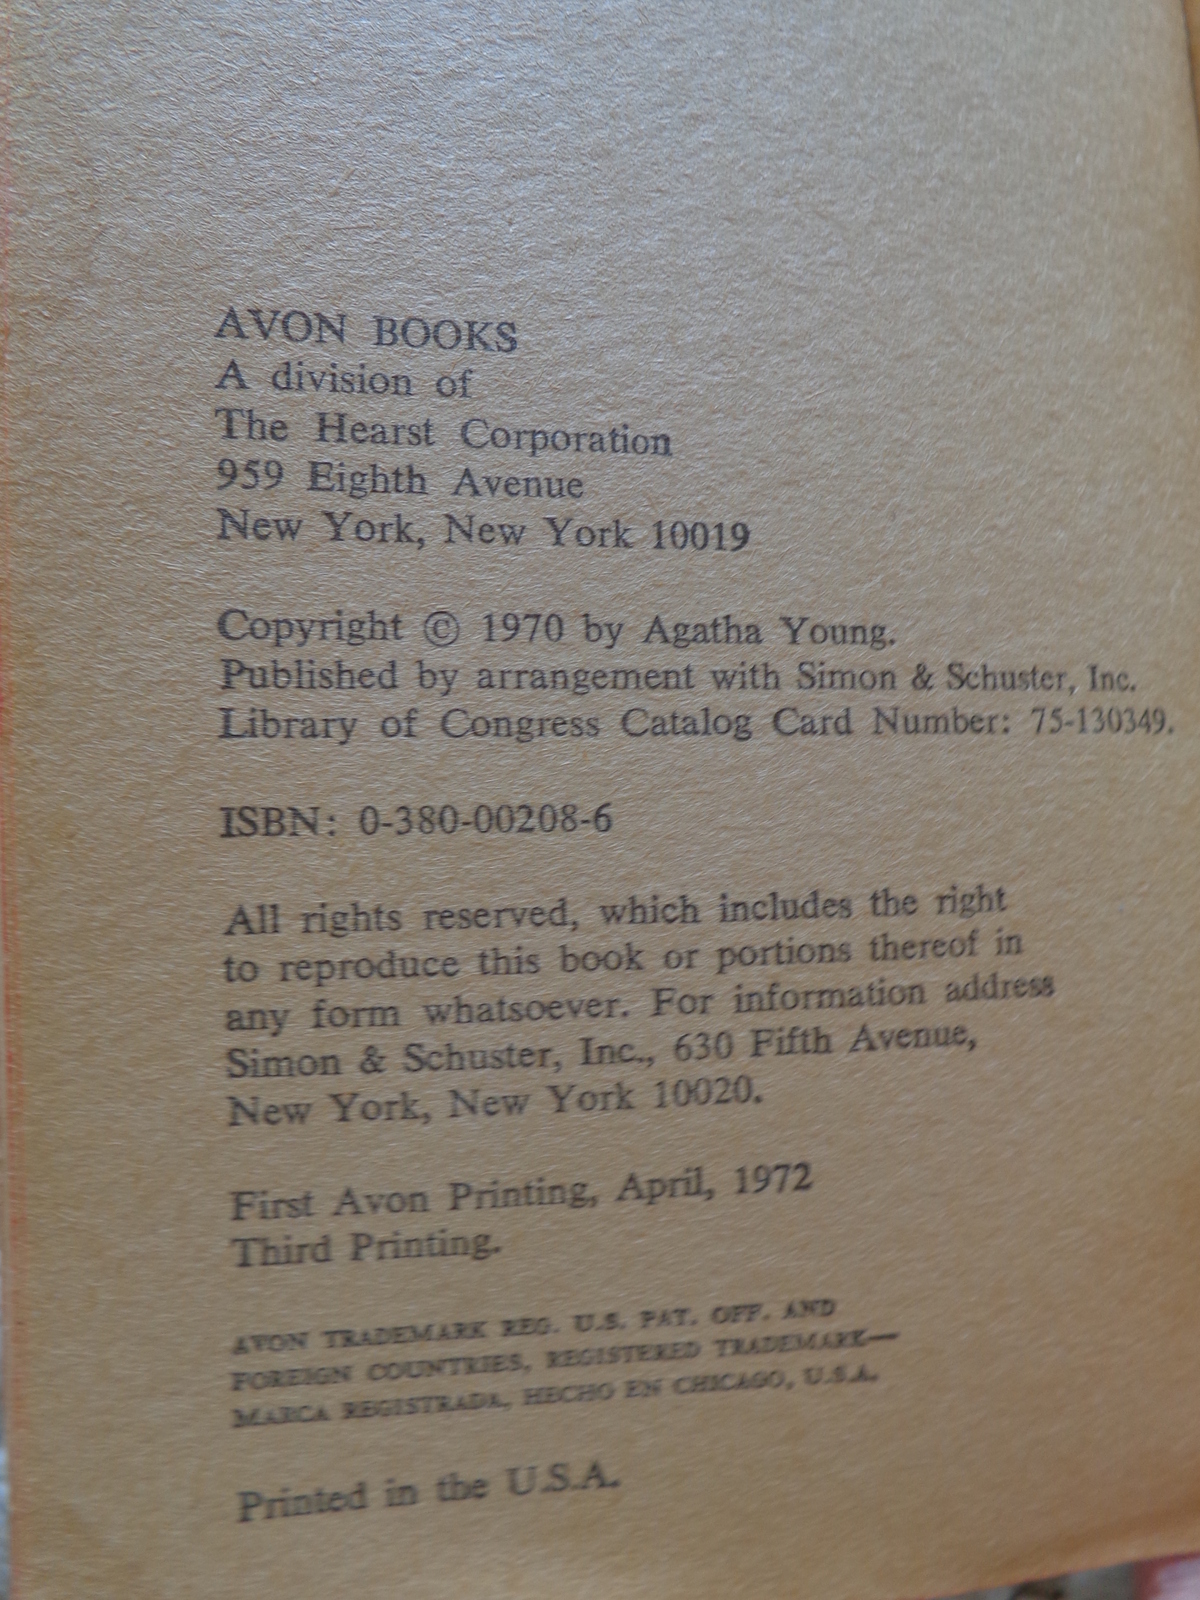 AVON BOOKS
A division of
The Hearst Corporation
959 Eighth Avenue
New York, New York 10019
Copyright © 1970 by Agatha Young.
Published by arrangement with Simon & Schuster, Inc.
Library of Congress Catalog Card Number: 75-130349.
ISBN: 0-380-00208-6
All rights reserved, which includes the right
to reproduce this book or portions thereof in
any form whatsoever. For information address
Simon & Schuster, Inc., 630 Fifth Avenue,
New York, New York 10020.
First Avon Printing, April, 1972
Third Printing.
AVON TRADEMARK REG. U.S. PAT. OFF. AND
FOREIGN COUNTRIES, REGISTERED TRADEMARK—
MARCA REGISTRADA, HECHO EN CHICAGO, U.S.A.
Printed in the U.S.A.